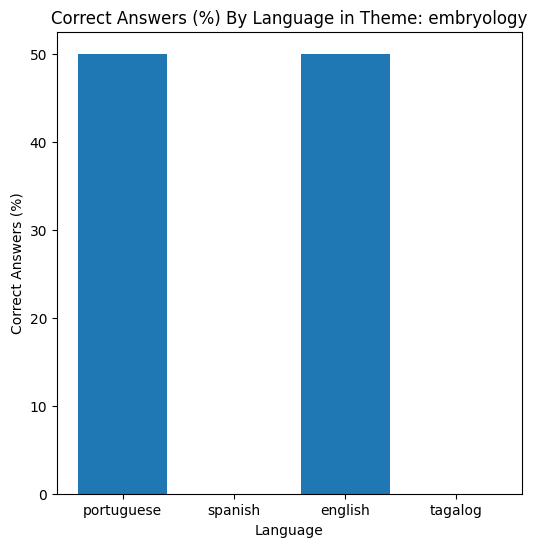 Correct Answers (%) By Language in Theme: embryology
Correct Answers (%)
50
40
30
20
10
0
portuguese spanish english tagalog
Language